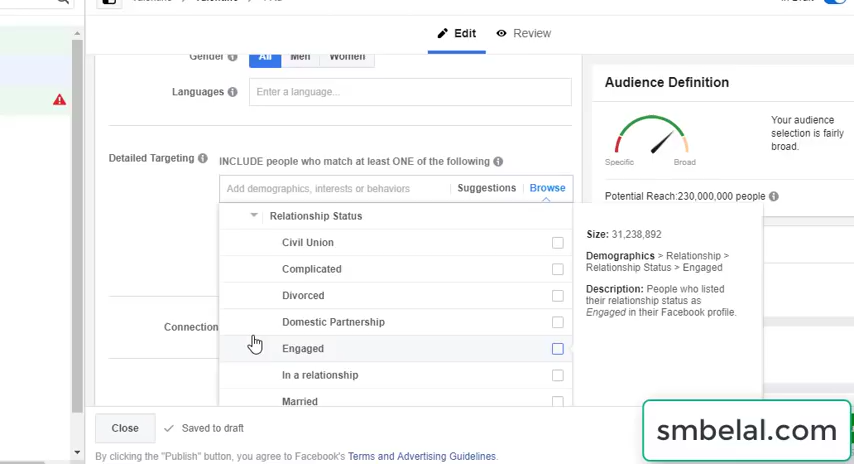 Edit
Review
Gender
All Men Women
Languages
Enter a language...
Detailed Targeting
INCLUDE people who match at least ONE of the following
Add demographics, interests or behaviors
Suggestions
Browse
Relationship Status
Civil Union
Complicated
Divorced
Domestic Partnership
Engaged
In a relationship
Married
Size: 31,238,892
Demographics > Relationship >
Relationship Status > Engaged
Description: People who listed
their relationship status as
Engaged in their Facebook profile.
Connection
Audience Definition
Specific
Broad
Your audience
selection is fairly
broad.
Potential Reach:230,000,000 people
Close
Saved to draft
By clicking the "Publish" button, you agree to Facebook's Terms and Advertising Guidelines.
smbelal.com